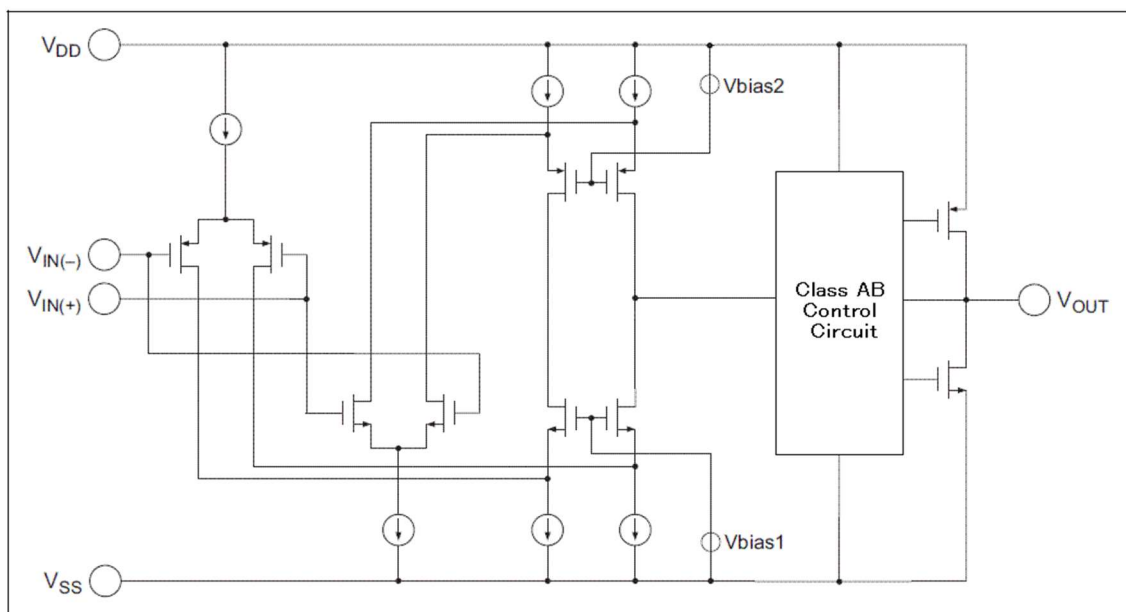 VDD
Vbias2
VIN(–)
VIN(+)
Class AB
Control
Circuit
VOUT
Vbias1
VSS